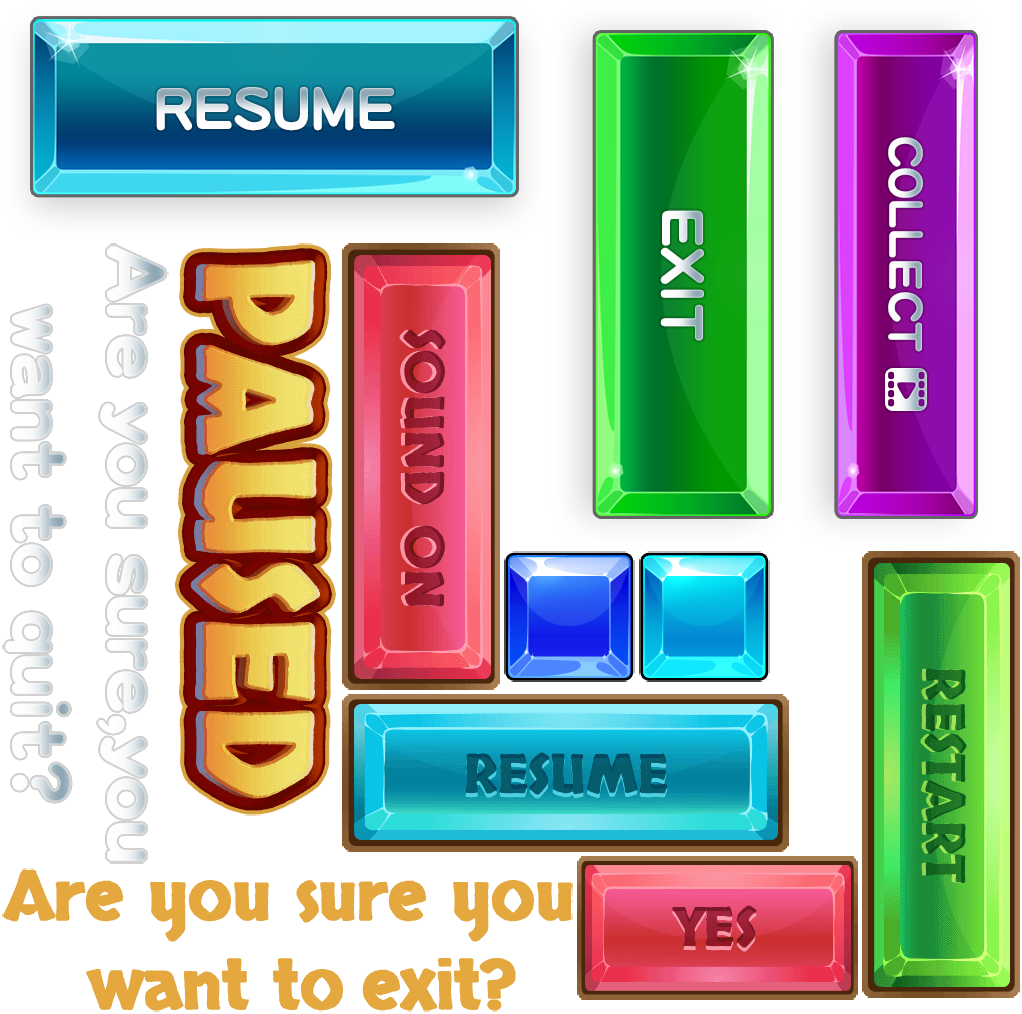 RESUME
EXIT
COLLECT
Are you sure,you
want to quit?
PAUSED
SOUND ON
RESUME
RESTART
YES
Are you sure you
want to exit?